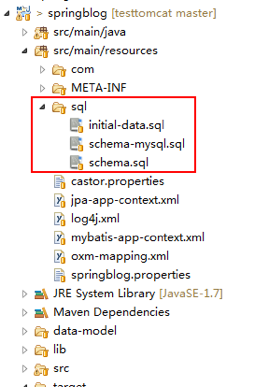 > springblog [testtomcat master]
src/main/java
src/main/resources
com
META-INF
sql
initial-data.sql
schema-mysql.sql
schema.sql
castor.properties
jpa-app-context.xml
log4j.xml
mybatis-app-context.xml
oxm-mapping.xml
springblog.properties
JRE System Library [JavaSE-1.7]
Maven Dependencies
data-model
lib
src
target